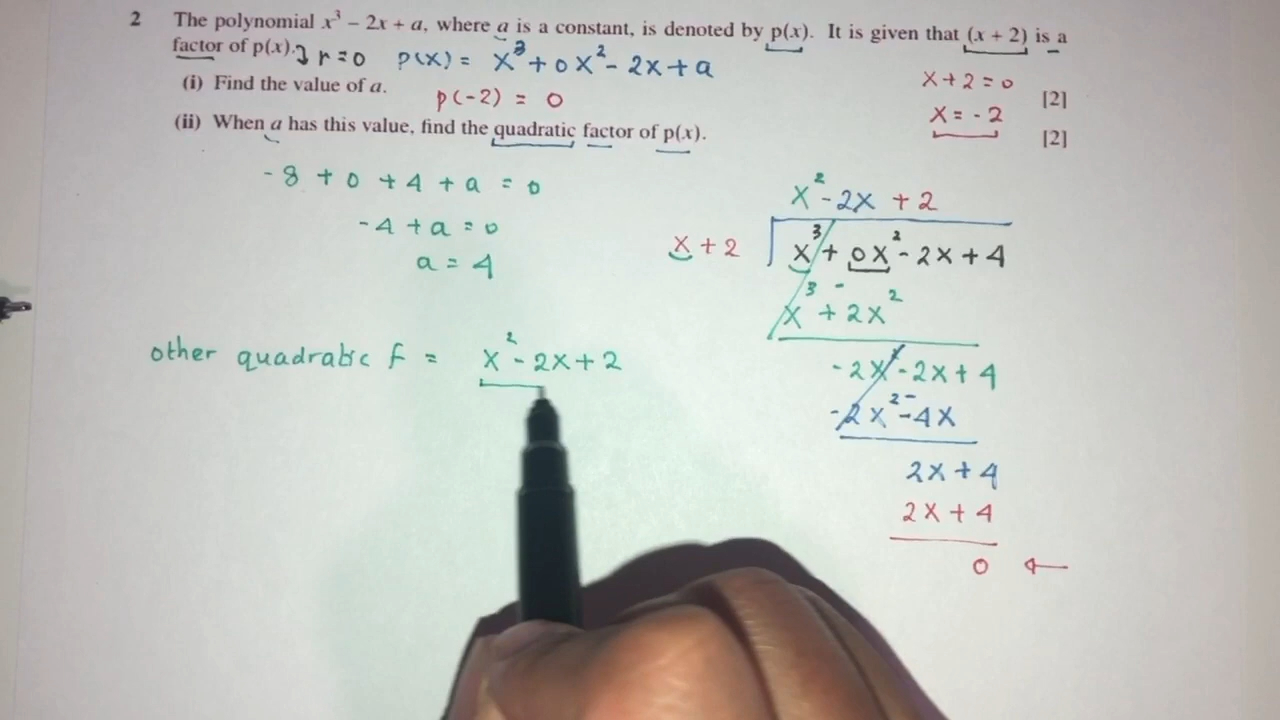 2 The polynomial x³ – 2x + a, where a is a constant, is denoted by p(x). It is given that (x + 2) is a
factor of p(x). r=0 p(x) = x³ + 0x² - 2x + a
(i) Find the value of a. [2]
p(-2) = 0
x + 2 = 0
x = -2
(ii) When a has this value, find the quadratic factor of p(x). [2]
-8 + 0 + 4 + a = 0
-4 + a = 0
a = 4
other quadratic f = x² - 2x + 2
x² - 2x + 2
x + 2 x³ + 0x² - 2x + 4
x³ + 2x²
-2x² - 2x + 4
-2x² - 4x
2x + 4
2x + 4
0 ←